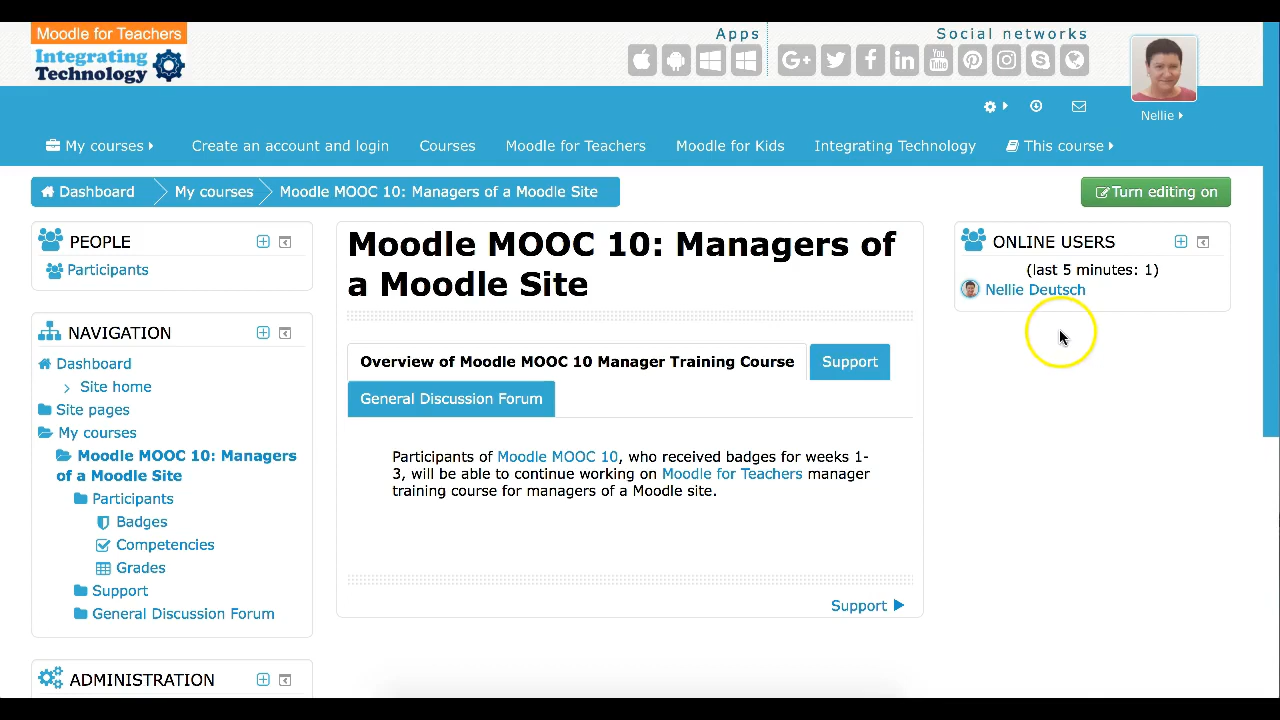 Moodle for Teachers
Integrating
Technology
Apps
Social networks
G+
You
Tube
Nellie
My courses
Create an account and login
Courses
Moodle for Teachers
Moodle for Kids
Integrating Technology
This course
Dashboard
My courses
Moodle MOOC 10: Managers of a Moodle Site
Turn editing on
PEOPLE
Participants
NAVIGATION
Dashboard
Site home
Site pages
My courses
Moodle MOOC 10: Managers
of a Moodle Site
Participants
Badges
Competencies
Grades
Support
General Discussion Forum
ADMINISTRATION
Moodle MOOC 10: Managers of
a Moodle Site
Overview of Moodle MOOC 10 Manager Training Course
Support
General Discussion Forum
Participants of Moodle MOOC 10, who received badges for weeks 1-
3, will be able to continue working on Moodle for Teachers manager
training course for managers of a Moodle site.
Support
ONLINE USERS
(last 5 minutes: 1)
Nellie Deutsch